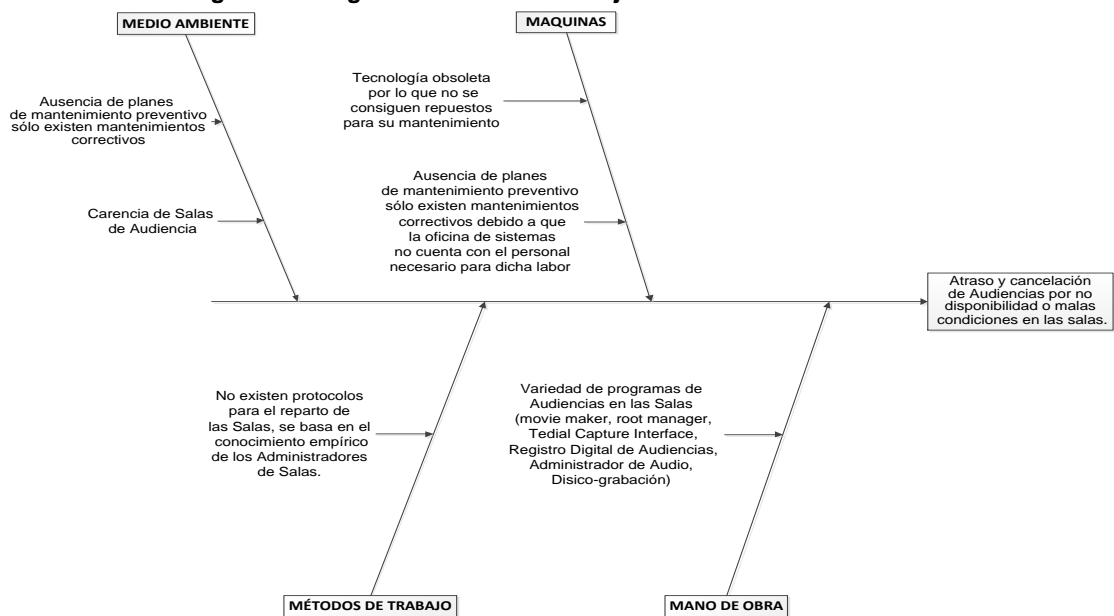 MEDIO AMBIENTE
MAQUINAS
Ausencia de planes
de mantenimiento preventivo
sólo existen mantenimientos
correctivos
Carencia de Salas
de Audiencia
Tecnología obsoleta
por lo que no se
consiguen repuestos
para su mantenimiento
Ausencia de planes
de mantenimiento preventivo
sólo existen mantenimientos
correctivos debido a que
la oficina de sistemas
no cuenta con el personal
necesario para dicha labor
Atraso y cancelación
de Audiencias por no
disponibilidad o malas
condiciones en las salas.
No existen protocolos
para el reparto de
las Salas, se basa en el
conocimiento empírico
de los Administradores
de Salas.
Variedad de programas de
Audiencias en las Salas
(movie maker, root manager,
Tedial Capture Interface,
Registro Digital de Audiencias,
Administrador de Audio,
Disico-grabación)
MÉTODOS DE TRABAJO
MANO DE OBRA